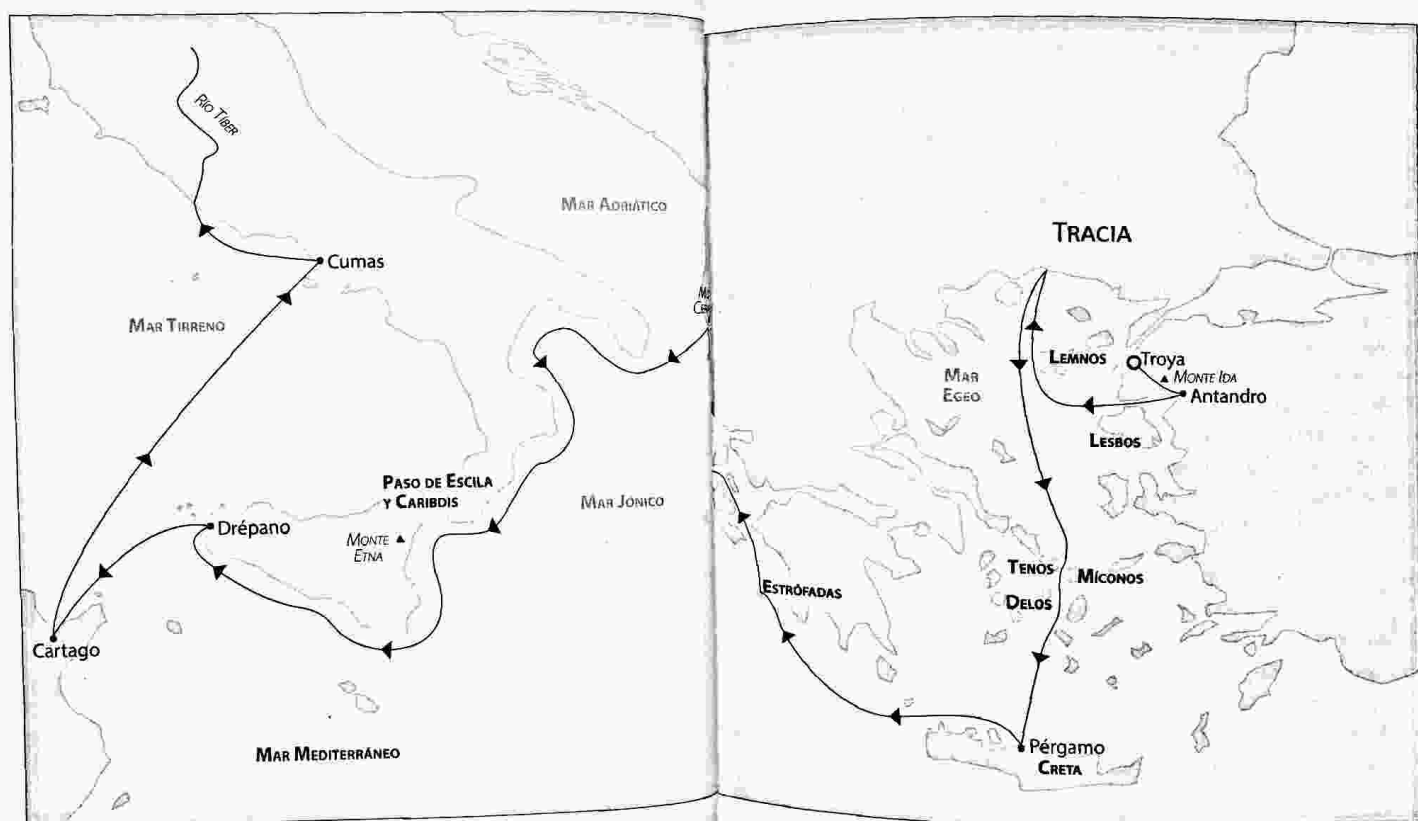 RÍO TÍBER
MAR ADRIÁTICO
Cumas
MAR TIRRENO
PASO DE ESCILA
Y CARIBDIS
MAR JÓNICO
Drépano
MONTE
ETNA
Cartago
MAR MEDITERRÁNEO
TRACIA
LEMNOS
Troya
MONTE IDA
Antandro
MAR
EGEO
LESBOS
TENOS
MÍCONOS
DELOS
ESTRÓFADAS
Pérgamo
CRETA